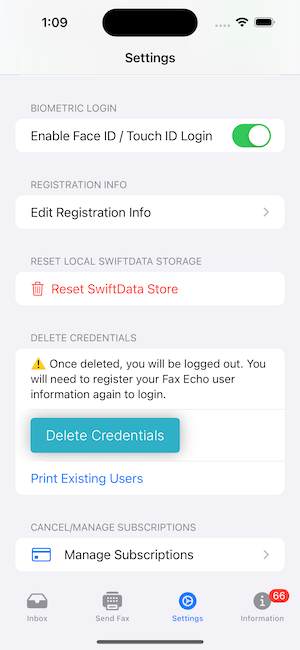 1:09
Settings
BIOMETRIC LOGIN
Enable Face ID / Touch ID Login
REGISTRATION INFO
Edit Registration Info
RESET LOCAL SWIFTDATA STORAGE
Reset SwiftData Store
DELETE CREDENTIALS
⚠️ Once deleted, you will be logged out. You
will need to register your Fax Echo user
information again to login.
Delete Credentials
Print Existing Users
CANCEL/MANAGE SUBSCRIPTIONS
Manage Subscriptions
66
Inbox Send Fax Settings Information